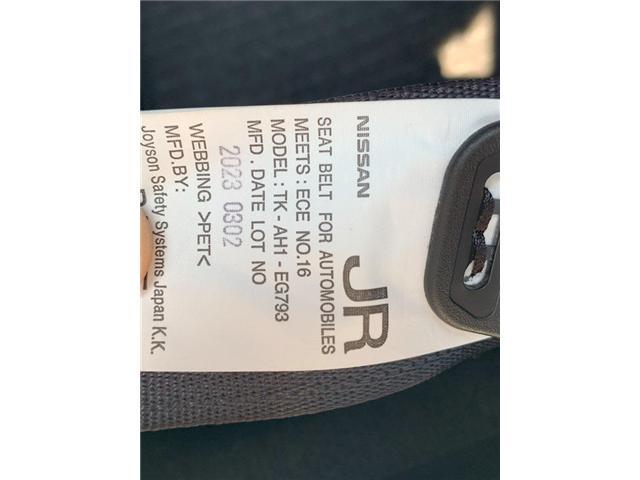 NISSAN
JR
SEAT BELT FOR AUTOMOBILES
MEETS : ECE NO.16
MODEL : TK - AH1 - EG793
MFD. DATE LOT NO
2023 0302
WEBBING >PET<
MFD.BY:
Joyson Safety Systems Japan K.K.